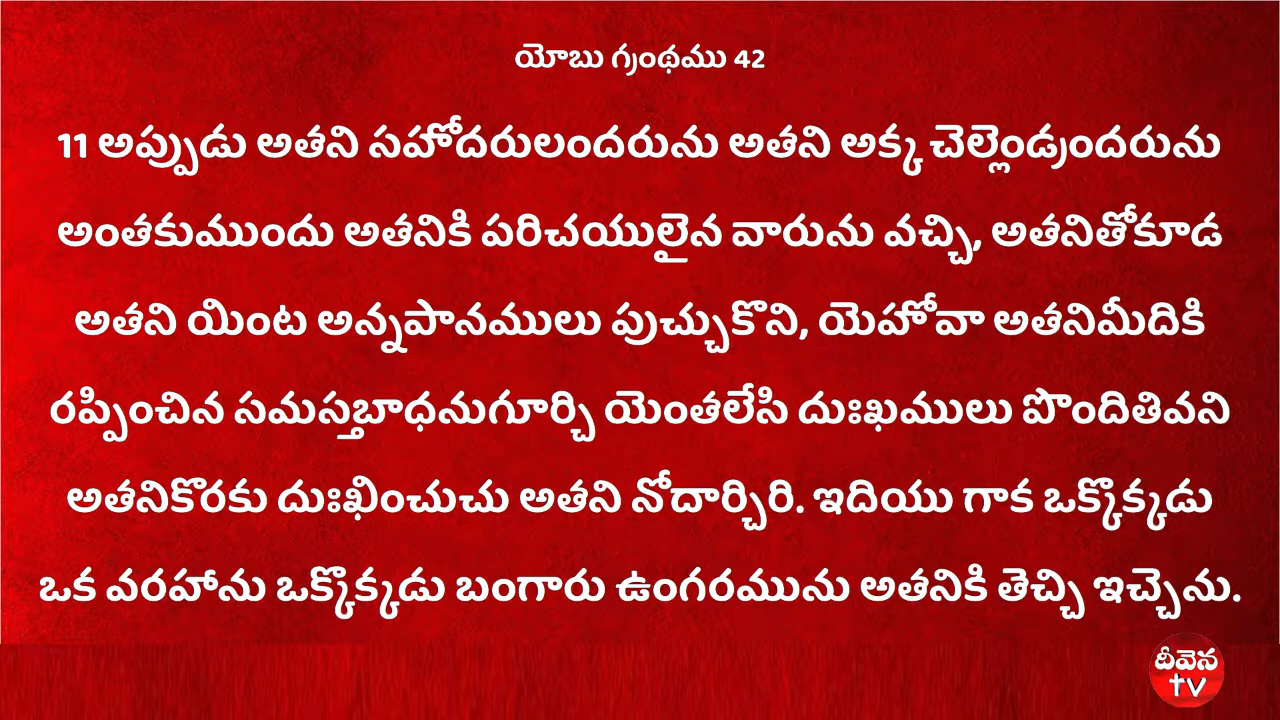 యోబు గ్రంథము 42
11 అప్పుడు అతని సహోదరులందరును అతని అక్క చెల్లెండ్రందరును
అంతకుముందు అతనికి పరిచయులైన వారును వచ్చి, అతనితోకూడ
అతని యింట అన్నపానములు పుచ్చుకొని, యెహోవా అతనిమీదికి
రప్పించిన సమస్తబాధనుగూర్చి యెంతలేసి దుఃఖములు పొందితివని
అతనికొరకు దుఃఖించుచు అతని నోదార్చిరి. ఇదియు గాక ఒక్కొక్కడు
ఒక వరహాను ఒక్కొక్కడు బంగారు ఉంగరమును అతనికి తెచ్చి ఇచ్చెను.
దీవెన
tv